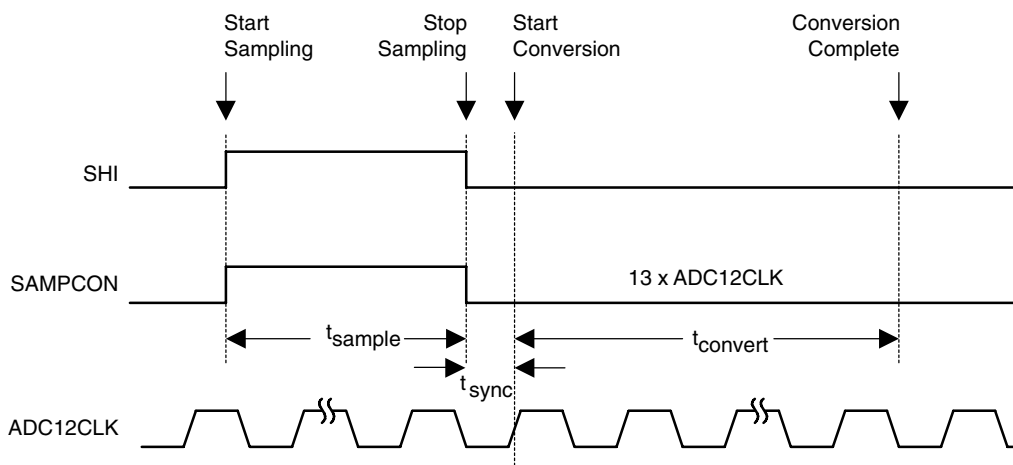 Start
Sampling
Stop
Sampling
Start
Conversion
Conversion
Complete
SHI
SAMPCON
13 x ADC12CLK
tsample
tconvert
tsync
ADC12CLK